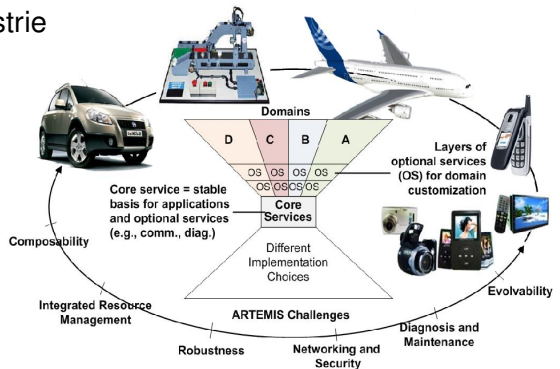 strie
Domains
D C B A
OS OS OS OS
OS OS OS OS
Layers of
optional services
(OS) for domain
customization
Core service = stable
basis for applications
and optional services
(e.g., comm., diag.)
Core
Services
Different
Implementation
Choices
Composability
Integrated Resource
Management
ARTEMIS Challenges
Robustness
Networking and
Security
Diagnosis and
Maintenance
Evolvability